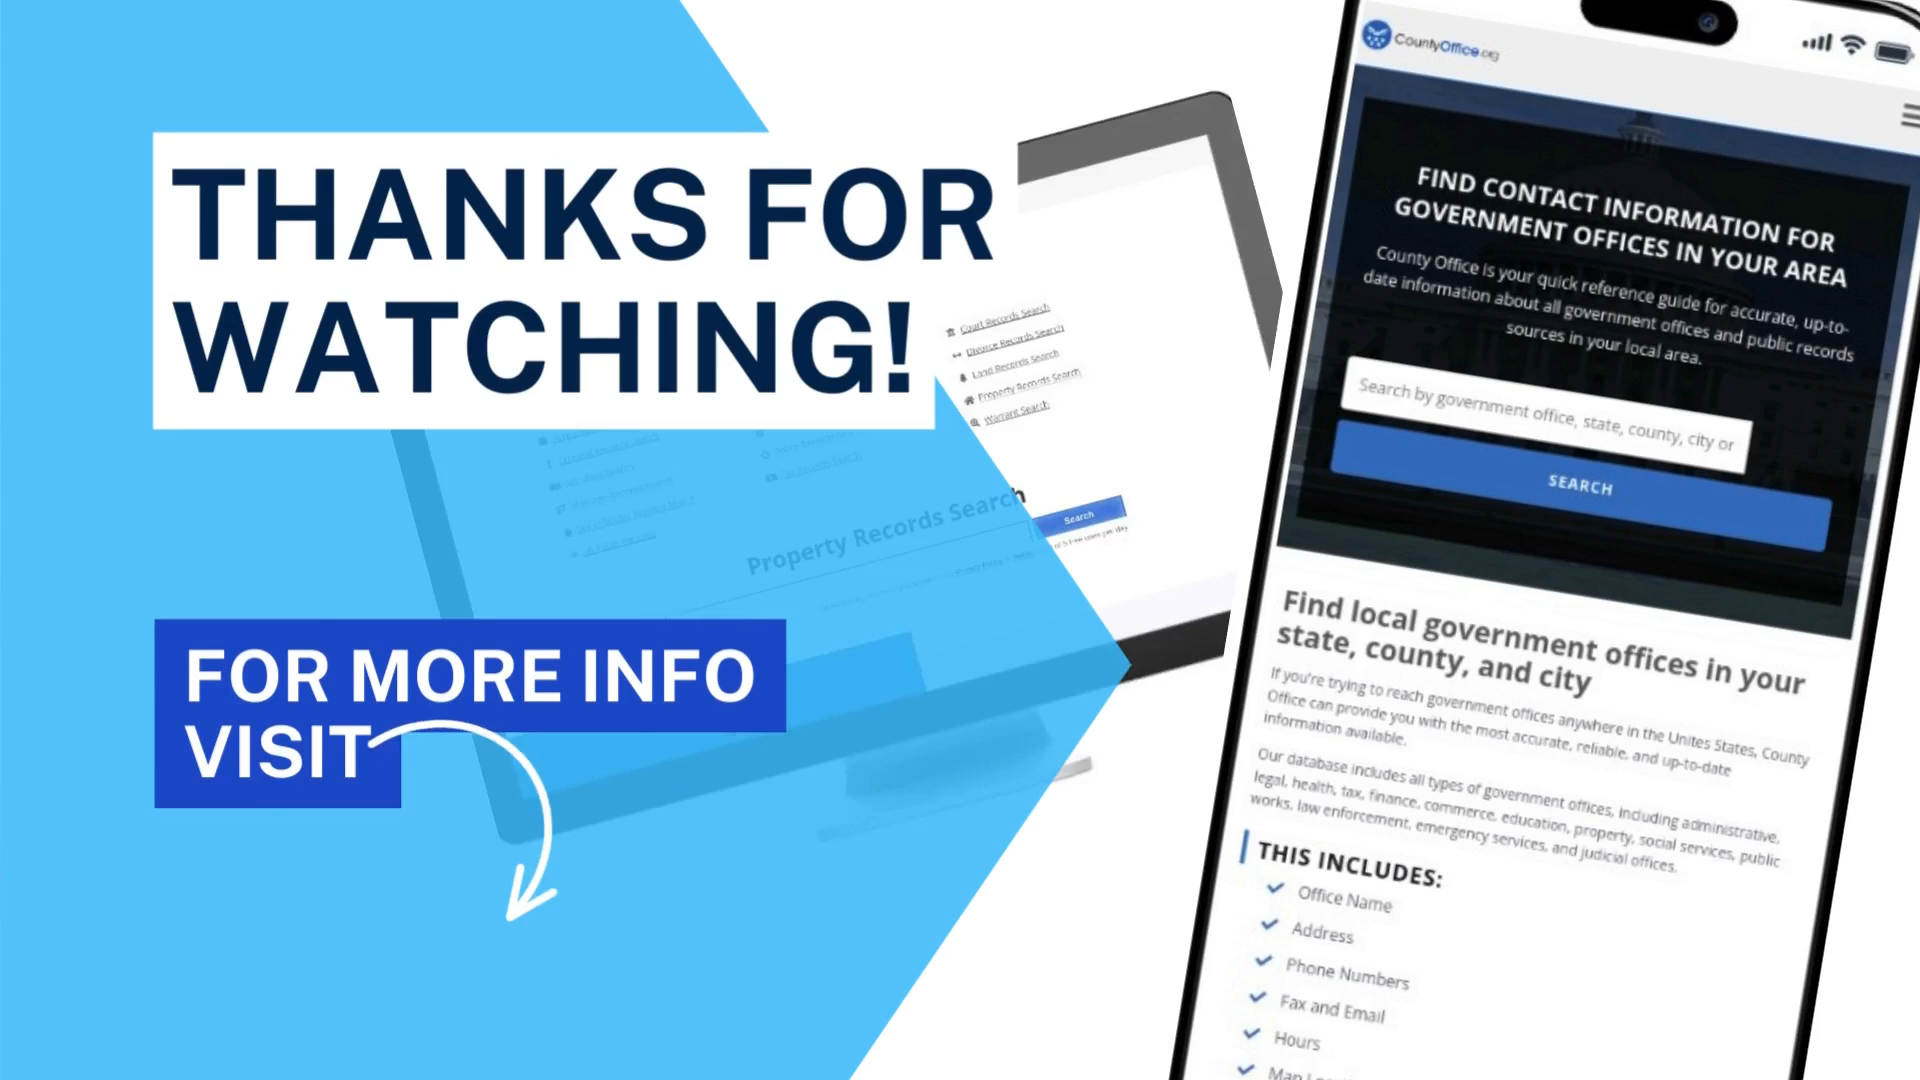 THANKS FOR
WATCHING!
FOR MORE INFO
VISIT
Court Records Search
Divorce Records Search
Land Records Search
Property Records Search
Warrant Search
Property Records Search
Search
CountyOffice.org
FIND CONTACT INFORMATION FOR
GOVERNMENT OFFICES IN YOUR AREA
County Office is your quick reference guide for accurate, up-to-
date information about all government offices and public records
sources in your local area.
Search by government office, state, county, city or
SEARCH
Find local government offices in your
state, county, and city
If you're trying to reach government offices anywhere in the Unites States, County
Office can provide you with the most accurate, reliable, and up-to-date
information available.
Our database includes all types of government offices, including administrative,
legal, health, tax, finance, commerce, education, property, social services, public
works, law enforcement, emergency services, and judicial offices.
THIS INCLUDES:
Office Name
Address
Phone Numbers
Fax and Email
Hours